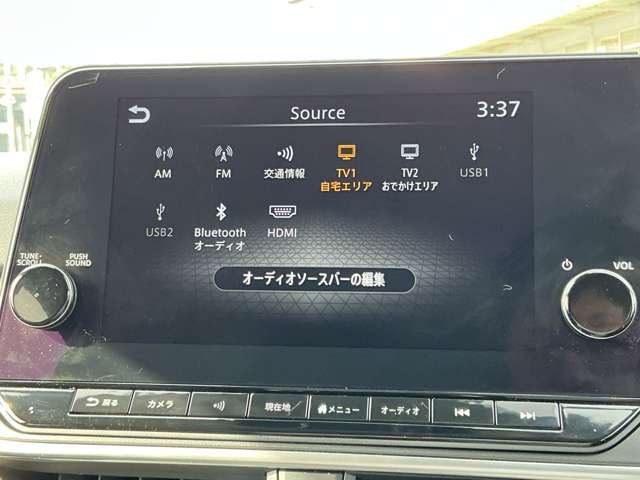 Source
3:37
AM
FM
交通情報
TV1
自宅エリア
TV2
おでかけエリア
USB1
USB2
Bluetooth
オーディオ
HDMI
オーディオソースバーの編集
TUNE•
SCROLL
PUSH
SOUND
VOL
戻る
カメラ
現在地
メニュー
オーディオ